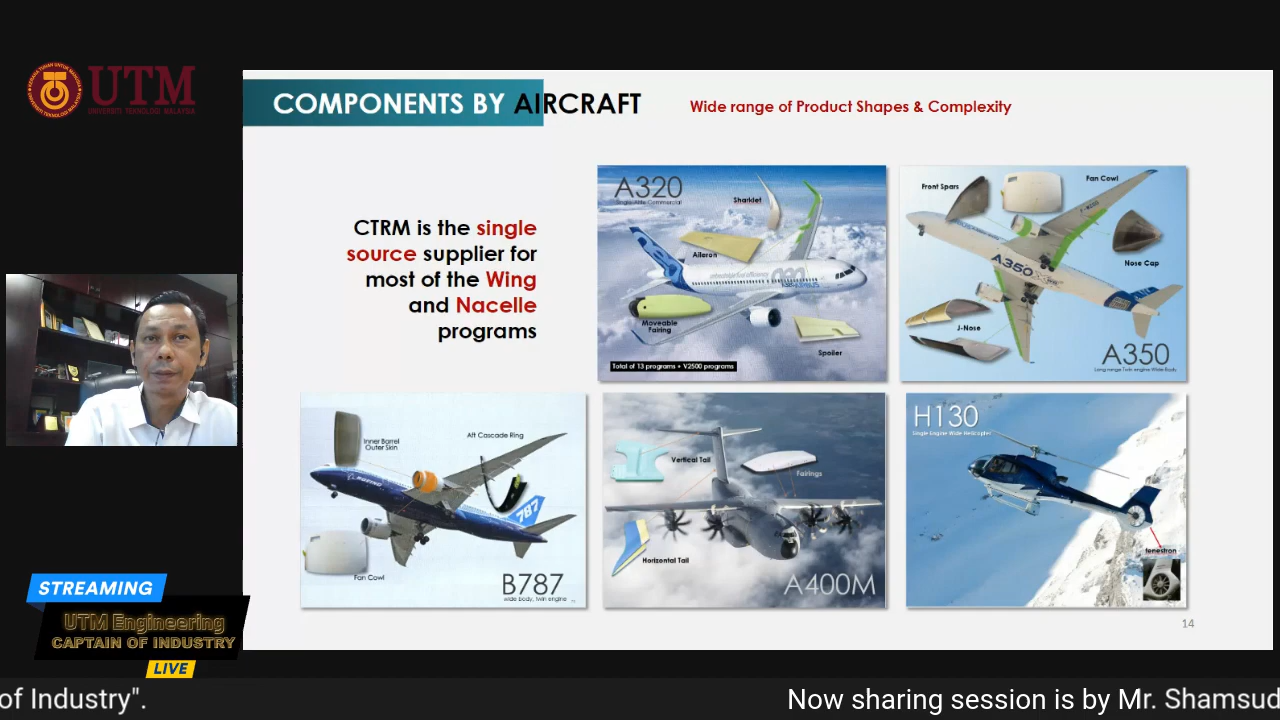 UTM
UNIVERSITI TEKNOLOGI MALAYSIA
COMPONENTS BY AIRCRAFT
Wide range of Product Shapes & Complexity
CTRM is the single
source supplier for
most of the Wing
and Nacelle
programs
A320
Single Aisle Commercial
Sharklet
Aileron
Moveable
Fairing
Spoiler
Total of 13 programs + V2500 programs
Front Spars
Fan Cowl
A350
Nose Cap
J-Nose
A350
Long range Twin engine Wide Body
Inner Barrel
Outer Skin
Aft Cascade Ring
BOEING
787
Fan Cowl
B787
wide body, twin engine
Vertical Tail
Fairings
Horizontal Tail
A400M
H130
Single Engine Wide Helicopter
fenestron
14
STREAMING
UTM Engineering
CAPTAIN OF INDUSTRY
LIVE
of Industry".
Now sharing session is by Mr. Shamsud